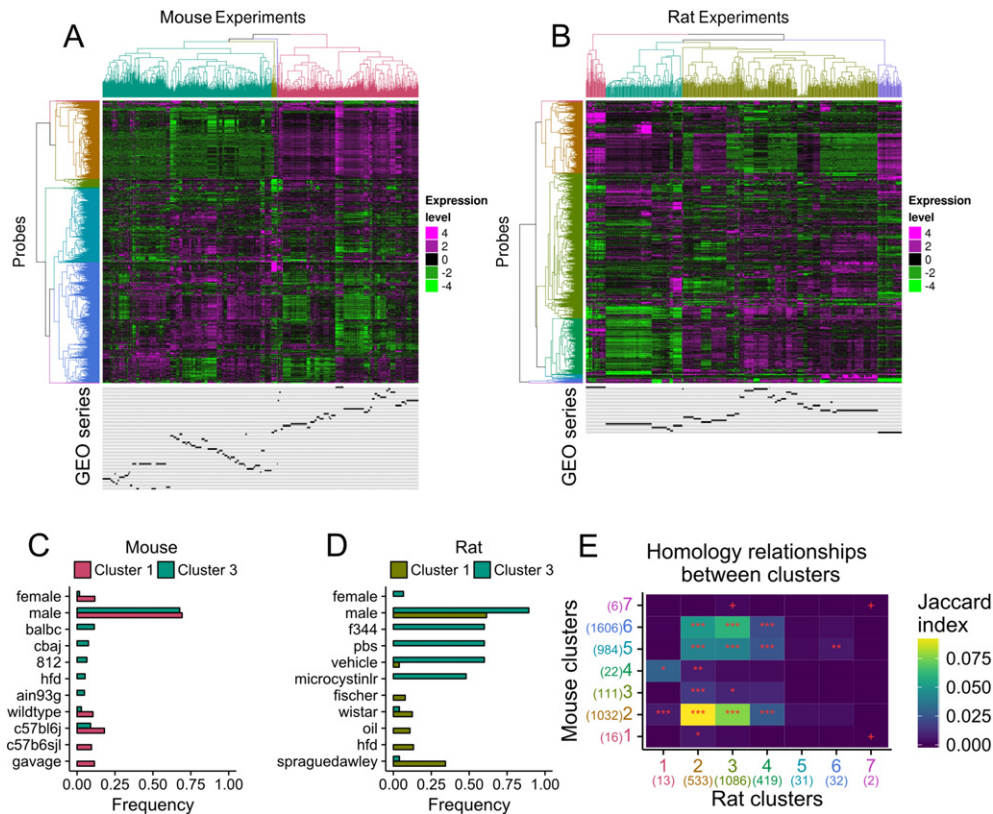 Mouse Experiments
Rat Experiments
A
B
Probes
Expression
level
4
2
0
-2
-4
GEO series
Probes
Expression
level
4
2
0
-2
-4
GEO series
C
Mouse
Cluster 1
Cluster 3
female
male
balbc
cbaj
812
hfd
ain93g
wildtype
c57bl6j
c57b6sjl
gavage
0.00 0.25 0.50 0.75 1.00
Frequency
D
Rat
Cluster 1
Cluster 3
female
male
f344
pbs
vehicle
microcystinlr
fischer
wistar
oil
hfd
spraguedawley
0.00 0.25 0.50 0.75 1.00
Frequency
E
Homology relationships
between clusters
Mouse clusters
(6)7 + +
(1606)6 *** *** ***
(984)5 *** *** *** **
(22)4 * **
(111)3 *** *
(1032)2 *** *** *** ***
(16)1 * +
1 2 3 4 5 6 7
(13) (533) (1086) (419) (31) (32) (2)
Rat clusters
Jaccard
index
0.075
0.050
0.025
0.000